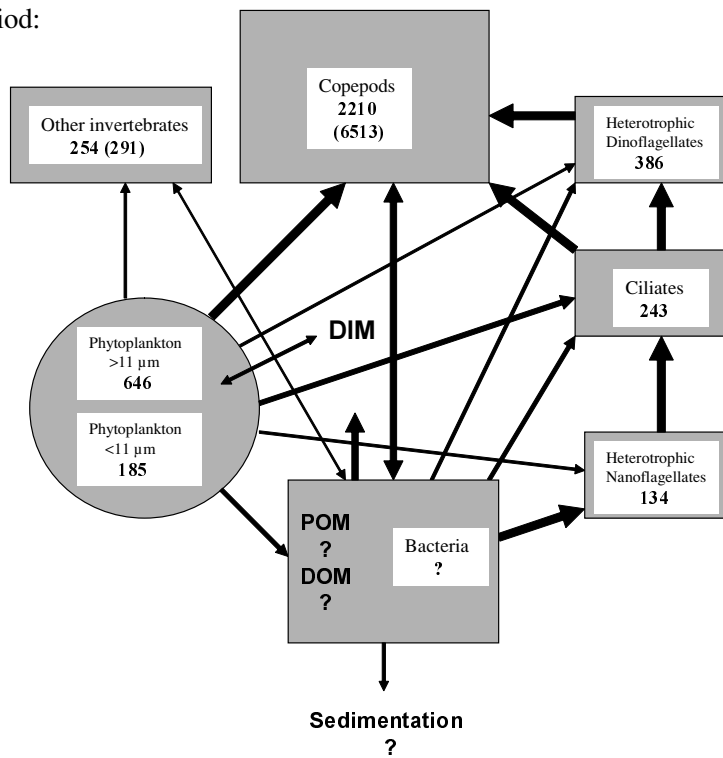 iod:
Copepods
2210
(6513)
Other invertebrates
254 (291)
Heterotrophic
Dinoflagellates
386
Ciliates
243
DIM
Phytoplankton
>11 µm
646
Phytoplankton
<11 µm
185
Heterotrophic
Nanoflagellates
134
POM
?
DOM
?
Bacteria
?
Sedimentation
?